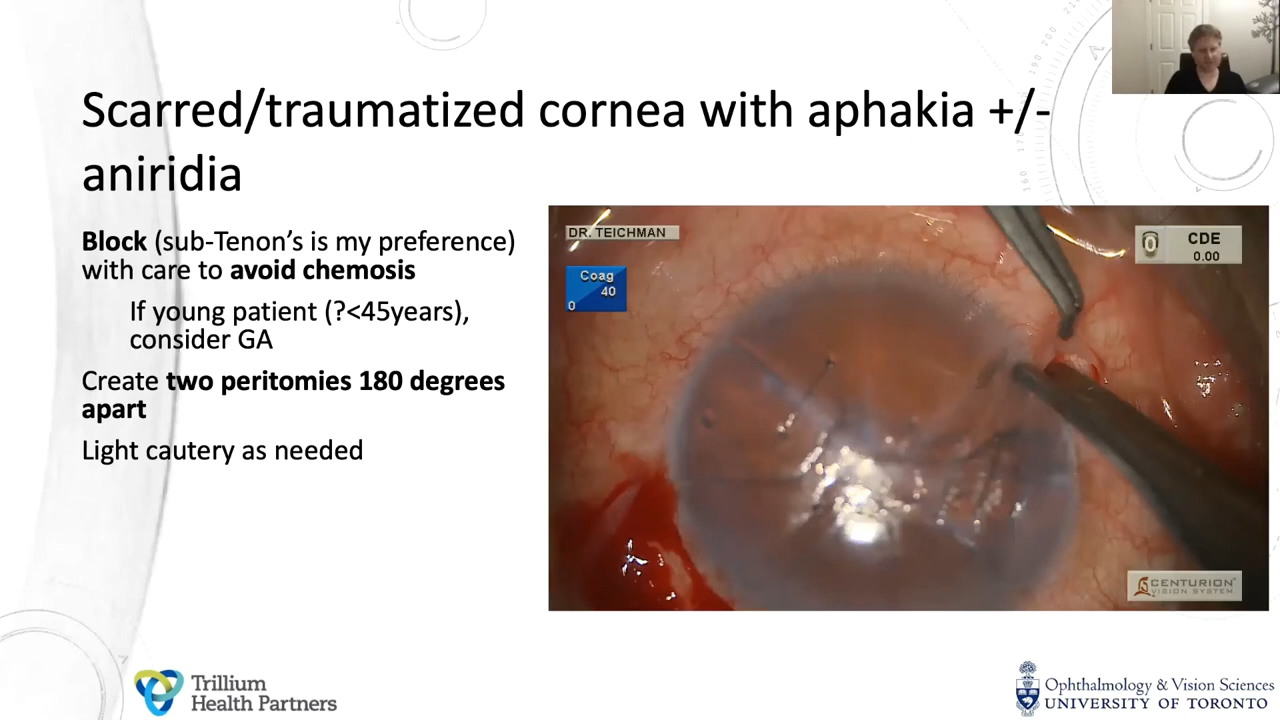 Scarred/traumatized cornea with aphakia +/-
aniridia
Block (sub-Tenon’s is my preference)
with care to avoid chemosis
If young patient (?<45years),
consider GA
Create two peritomies 180 degrees
apart
Light cautery as needed
DR. TEICHMAN
Coag
40
0
0
CDE
0.00
CENTURION
VISION SYSTEM
Trillium
Health Partners
Ophthalmology & Vision Sciences
UNIVERSITY OF TORONTO